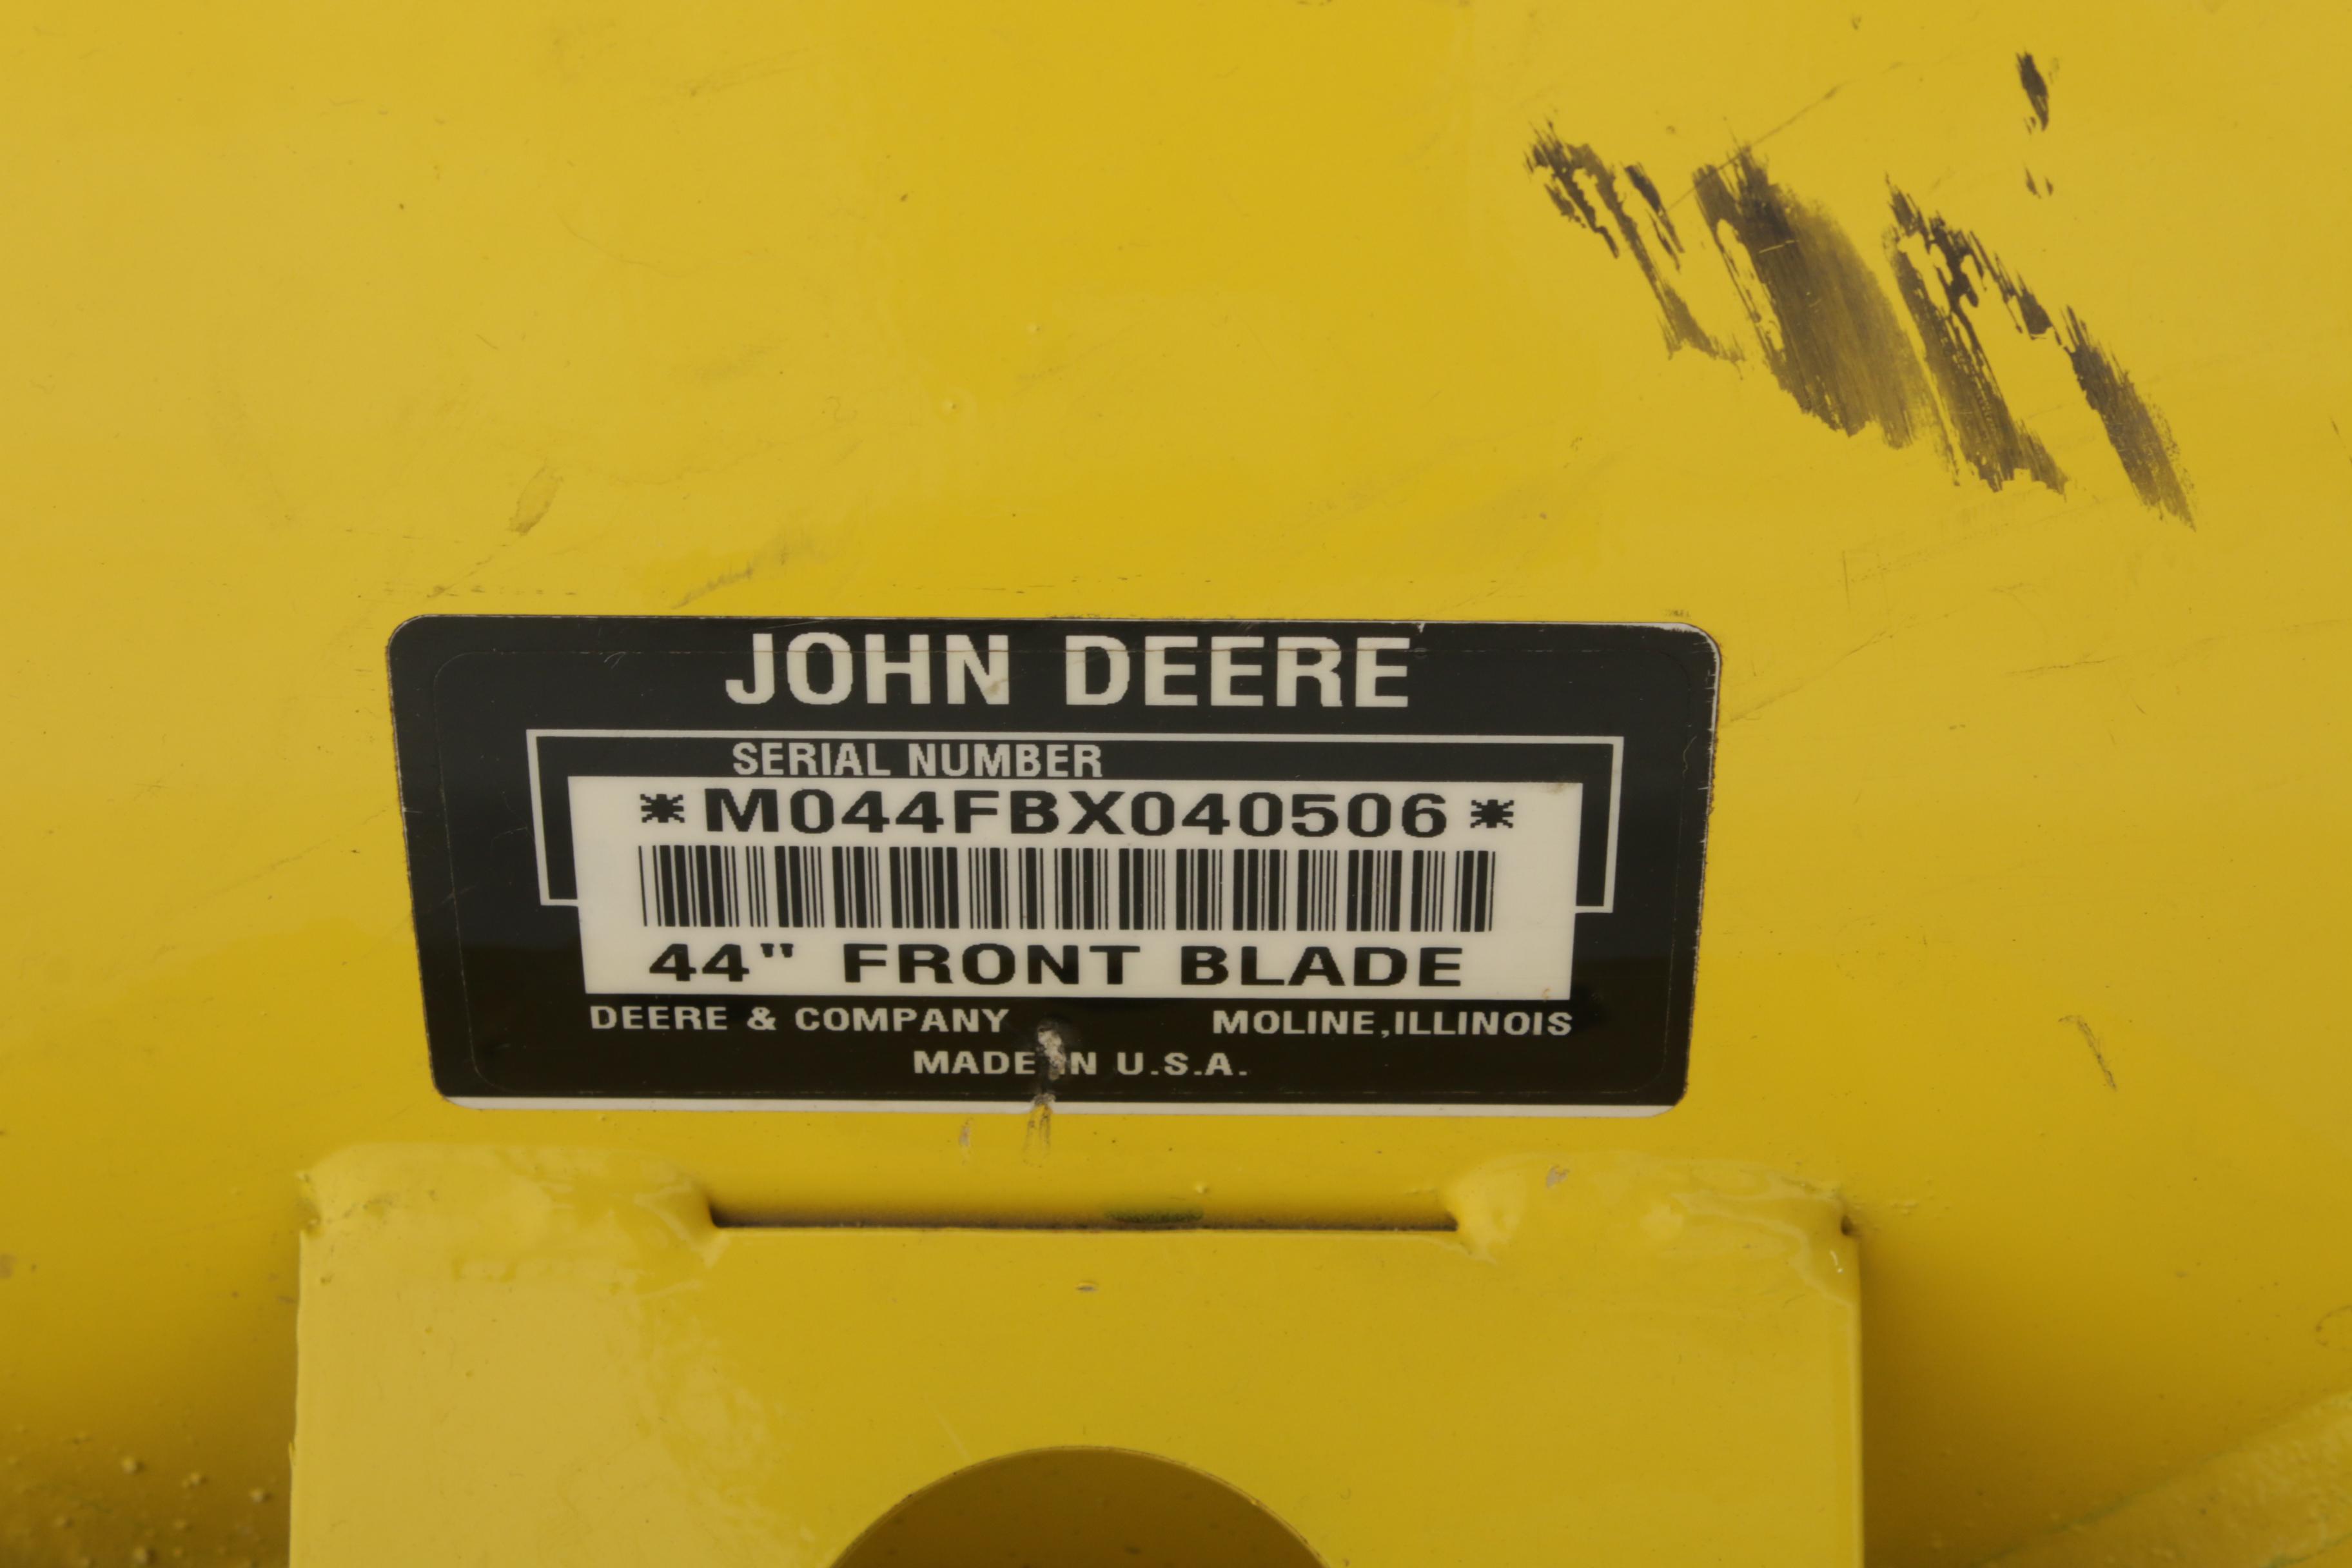 JOHN DEERE
SERIAL NUMBER
*M044FBX040506*
44" FRONT BLADE
DEERE & COMPANY MOLINE,ILLINOIS
MADE IN U.S.A.